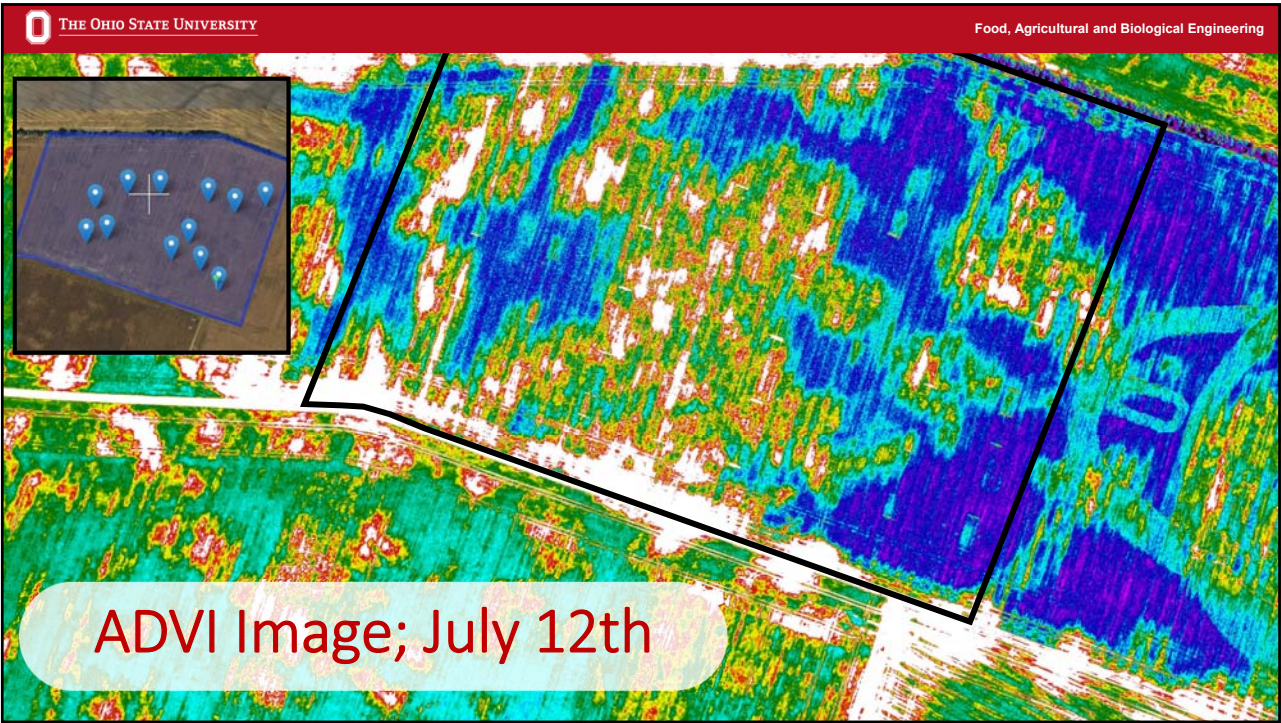 THE OHIO STATE UNIVERSITY
Food, Agricultural and Biological Engineering
ADVI Image; July 12th